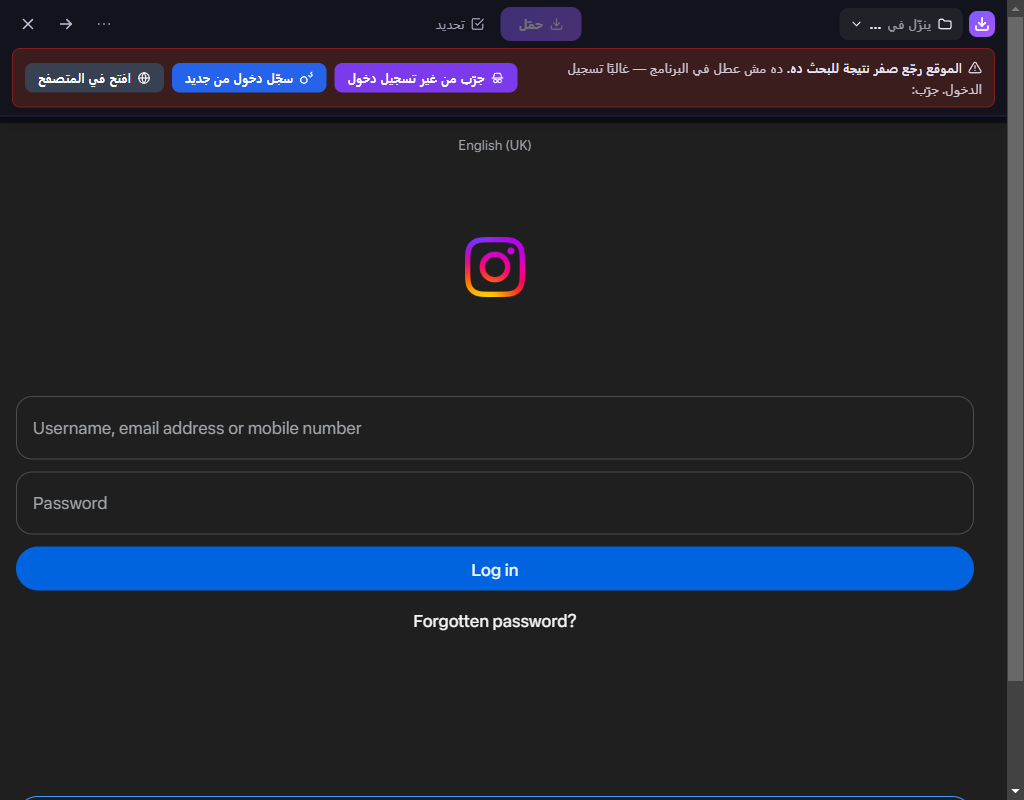 ينزّل في ...
حمّل
تحديد
الموقع رجّع صفر نتيجة للبحث ده. ده مش عطل في البرنامج — غالبًا تسجيل
الدخول. جرّب:
جرّب من غير تسجيل دخول
سجّل دخول من جديد
افتح في المتصفح
English (UK)
Username, email address or mobile number
Password
Log in
Forgotten password?